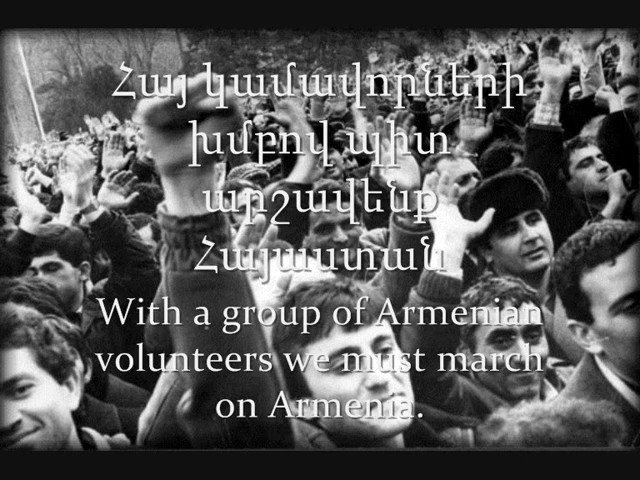 Հայ կամավորների
խմբով պիտ
արշավենք
Հայաստան
With a group of Armenian
volunteers we must march
on Armenia.